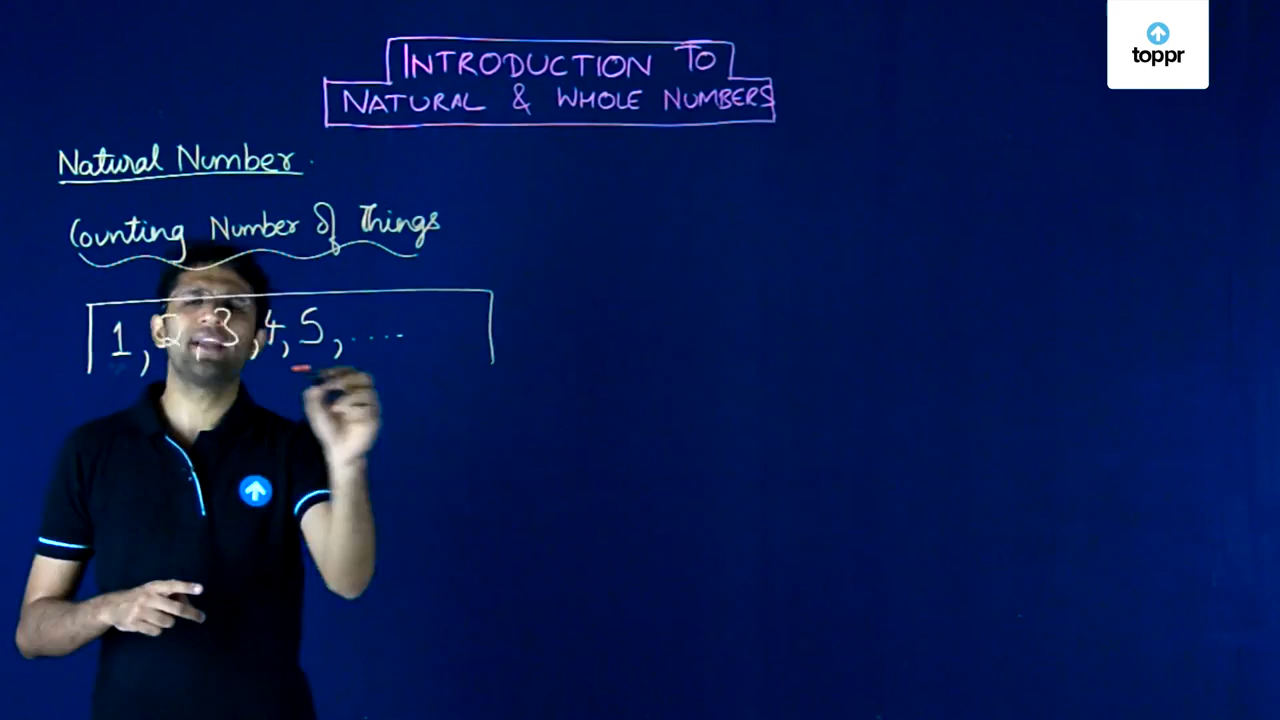 INTRODUCTION TO
NATURAL & WHOLE NUMBERS
toppr
Natural Number.
Counting Number of Things
1, 2, 3, 4, 5, ....